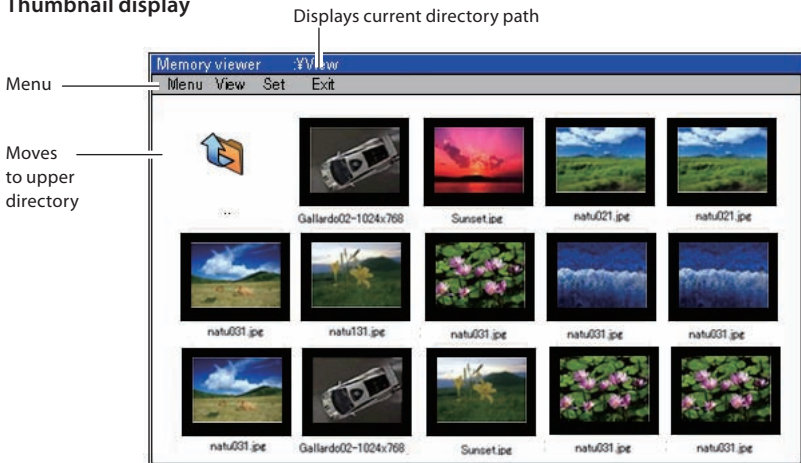 Thumbnail display
Displays current directory path
Memory viewer :¥View
Menu
Menu View Set Exit
Moves
to upper
directory
..
Gallardo02-1024x768 Sunset.jpe natu021.jpe natu021.jpe
natu031.jpe natu131.jpe natu031.jpe natu031.jpe natu031.jpe
natu031.jpe Gallardo02-1024x768 Sunset.jpe natu031.jpe natu031.jpe